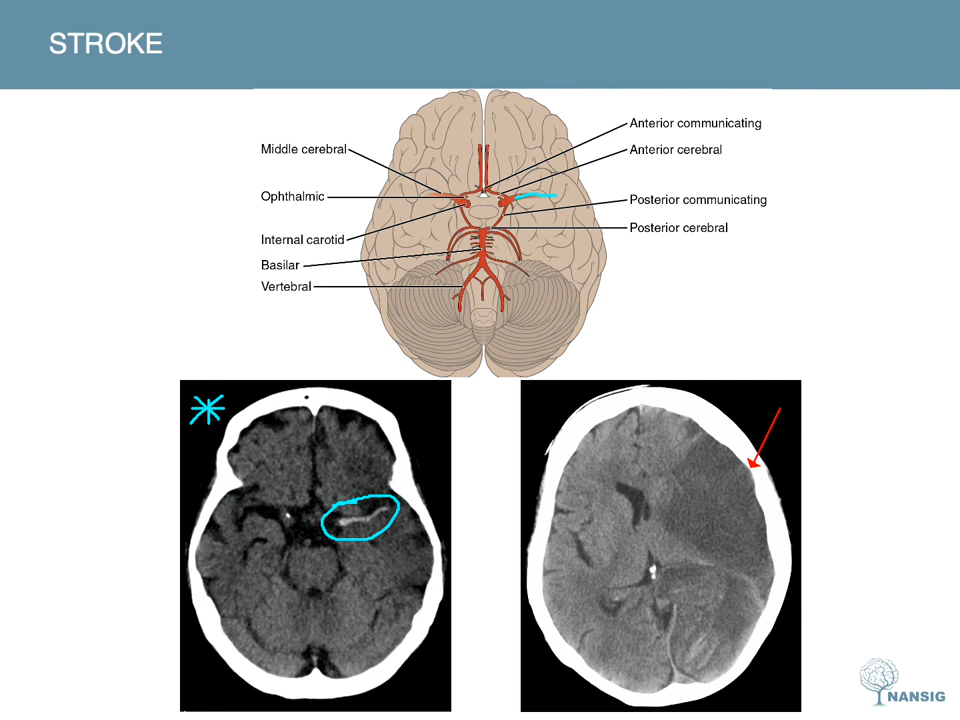 STROKE
Anterior communicating
Middle cerebral
Anterior cerebral
Ophthalmic
Posterior communicating
Posterior cerebral
Internal carotid
Basilar
Vertebral
NANSIG